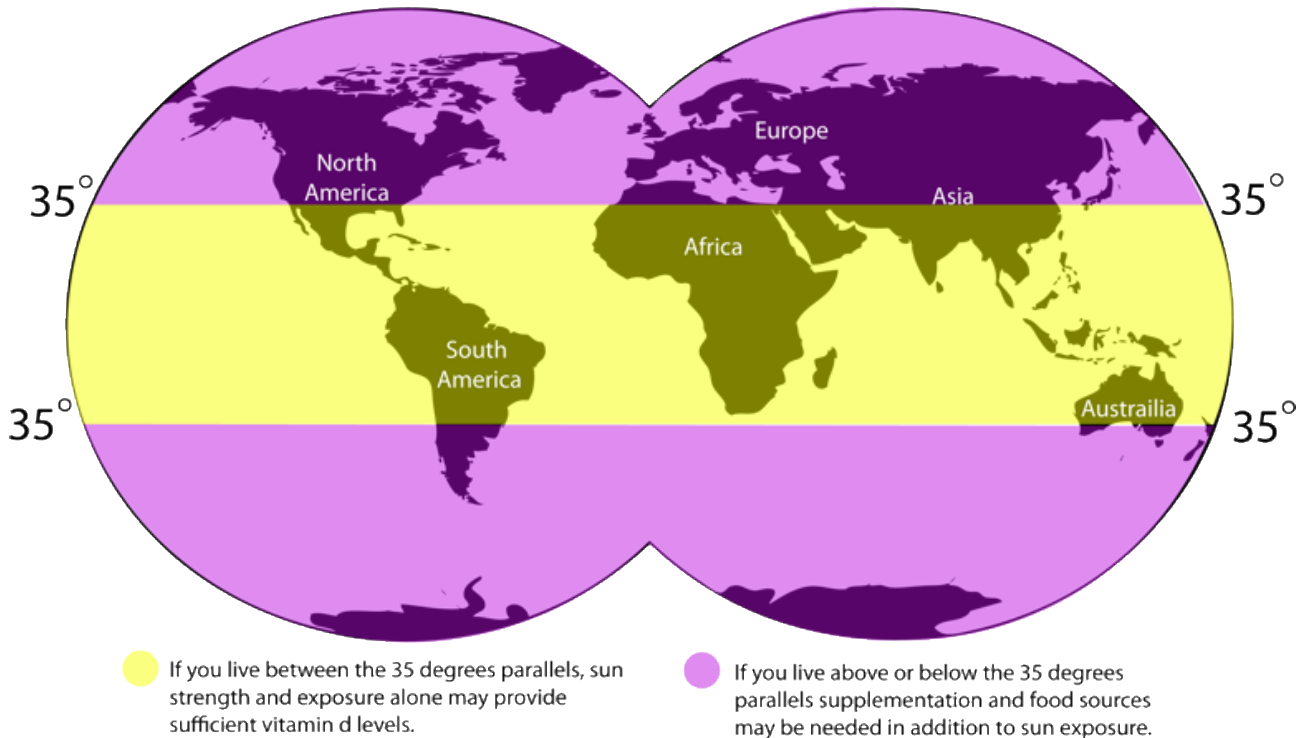 Europe
North
America
35°
35°
Asia
Africa
South
America
Austrailia
35°
35°
If you live between the 35 degrees parallels, sun
strength and exposure alone may provide
sufficient vitamin d levels.
If you live above or below the 35 degrees
parallels supplementation and food sources
may be needed in addition to sun exposure.